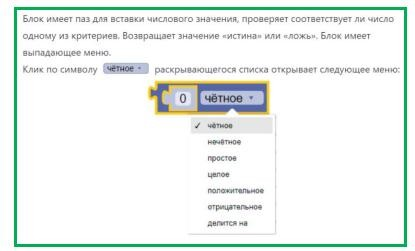 Блок имеет паз для вставки числового значения, проверяет соответствует ли число
одному из критериев. Возвращает значение «истина» или «ложь». Блок имеет
выпадающее меню.
Клик по символу чётное раскрывающегося списка открывает следующее меню:
0 чётное
✓ чётное
нечётное
простое
целое
положительное
отрицательное
делится на